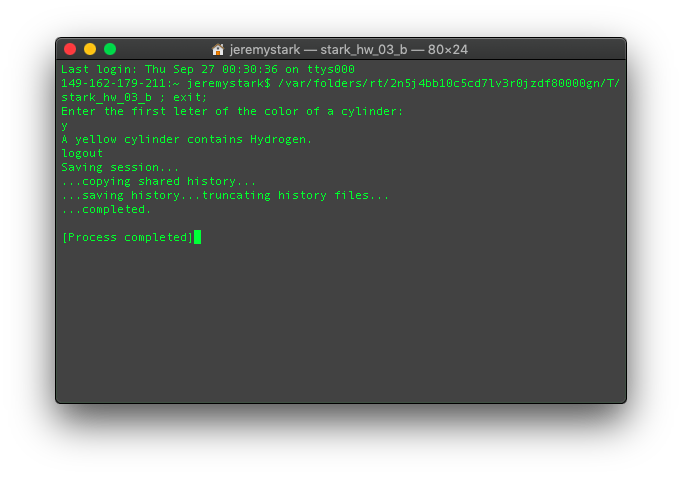 jeremystark — stark_hw_03_b — 80×24
Last login: Thu Sep 27 00:30:36 on ttys000
149-162-179-211:~ jeremystark$ /var/folders/rt/2n5j4bb10c5cd7lv3r0jzdf80000gn/T/
stark_hw_03_b ; exit;
Enter the first leter of the color of a cylinder:
y
A yellow cylinder contains Hydrogen.
logout
Saving session...
...copying shared history...
...saving history...truncating history files...
...completed.
[Process completed]